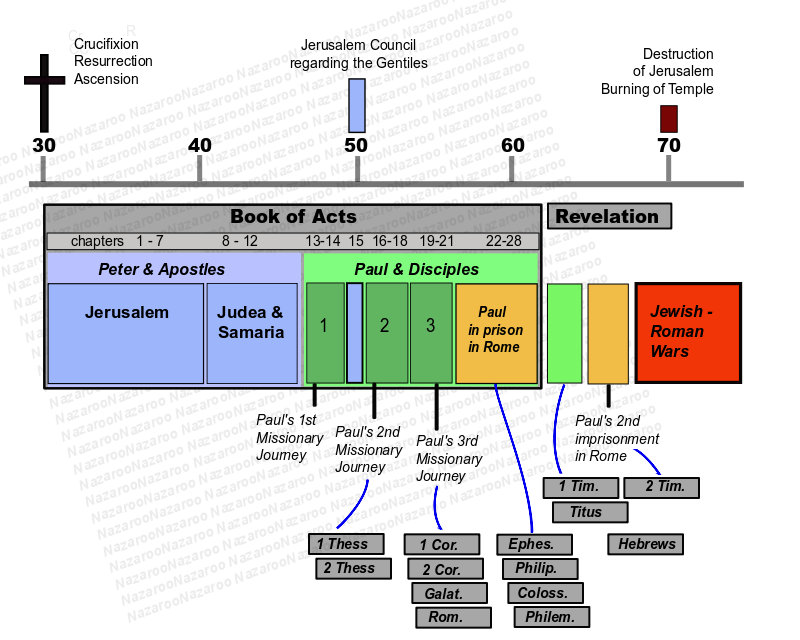 Crucifixion
Resurrection
Ascension
Jerusalem Council
regarding the Gentiles
Destruction
of Jerusalem
Burning of Temple
30
40
50
60
70
Book of Acts
Revelation
chapters 1 - 7 8 - 12 13-14 15 16-18 19-21 22-28
Peter & Apostles
Paul & Disciples
Jerusalem
Judea &
Samaria
1
2
3
Paul
in prison
in Rome
Jewish -
Roman
Wars
Paul's 1st
Missionary
Journey
Paul's 2nd
Missionary
Journey
Paul's 3rd
Missionary
Journey
Paul's 2nd
imprisonment
in Rome
1 Tim.
2 Tim.
Titus
1 Thess
2 Thess
1 Cor.
2 Cor.
Galat.
Rom.
Ephes.
Philip.
Coloss.
Philem.
Hebrews
NazarooNazaroo NazarooNazaroo NazarooNazaroo